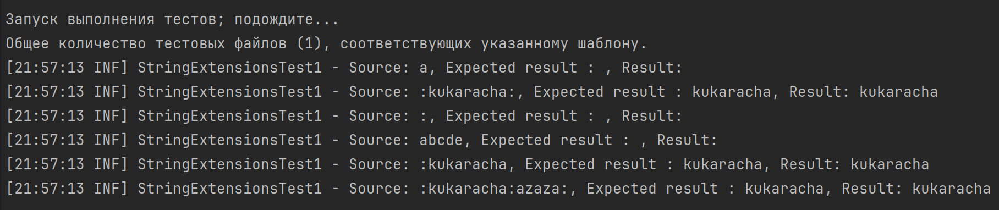 Запуск выполнения тестов; подождите...
Общее количество тестовых файлов (1), соответствующих указанному шаблону.
[21:57:13 INF] StringExtensionsTest1 - Source: a, Expected result : , Result:
[21:57:13 INF] StringExtensionsTest1 - Source: :kukaracha:, Expected result : kukaracha, Result: kukaracha
[21:57:13 INF] StringExtensionsTest1 - Source: :, Expected result : , Result:
[21:57:13 INF] StringExtensionsTest1 - Source: abcde, Expected result : , Result:
[21:57:13 INF] StringExtensionsTest1 - Source: :kukaracha, Expected result : kukaracha, Result: kukaracha
[21:57:13 INF] StringExtensionsTest1 - Source: :kukaracha:azaza:, Expected result : kukaracha, Result: kukaracha